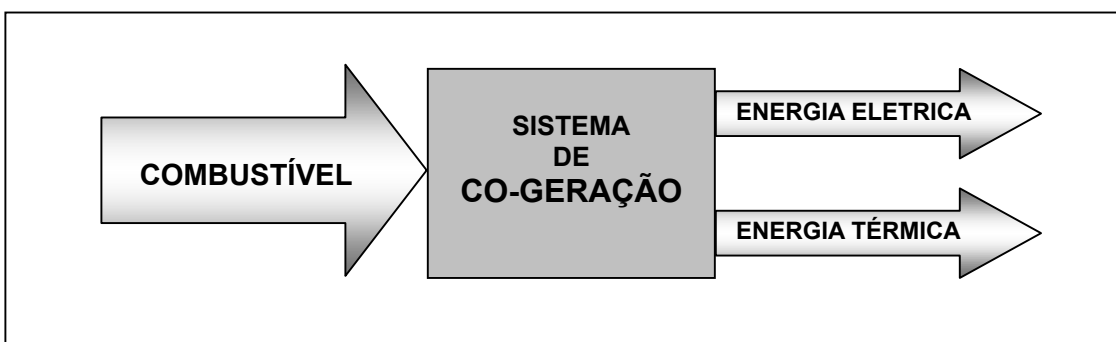 COMBUSTÍVEL
SISTEMA
DE
CO-GERAÇÃO
ENERGIA ELETRICA
ENERGIA TÉRMICA